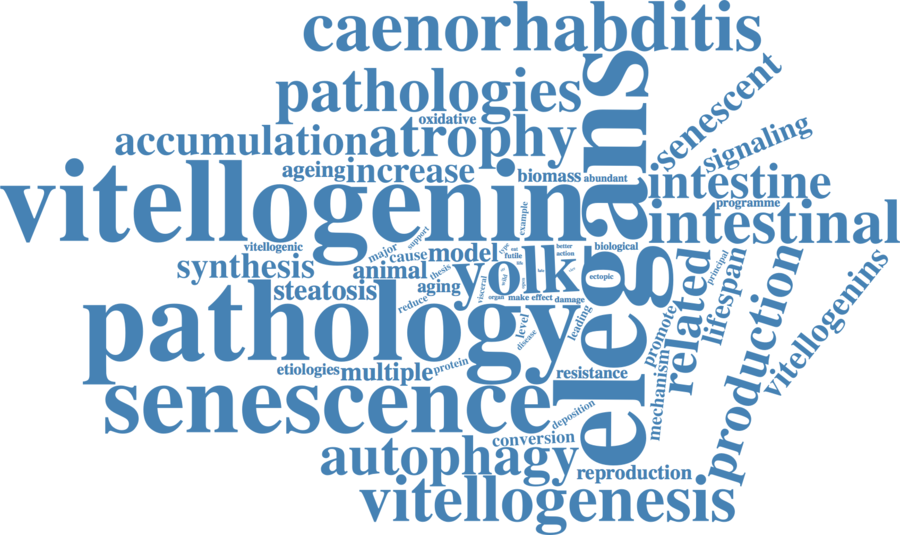 caenorhabditis
pathologies
oxidative
accumulation
atrophy
senescent
signaling
ageing
increase
biomass
abundant
vitellogenin
elegans
intestine
programme
intestinal
example
support
vitellogenic
major
cause
model
type
futile
better
action
biological
synthesis
animal
thesis
yolk
ectopic
principal
steatosis
aging
visceral
reduce
organ
make
effect
damage
pathology
level
disease
leading
promote
related
lifespan
production
vitellogenins
etiologies
multiple
protein
resistance
mechanism
senescence
deposition
conversion
autophagy
reproduction
vitellogenesis